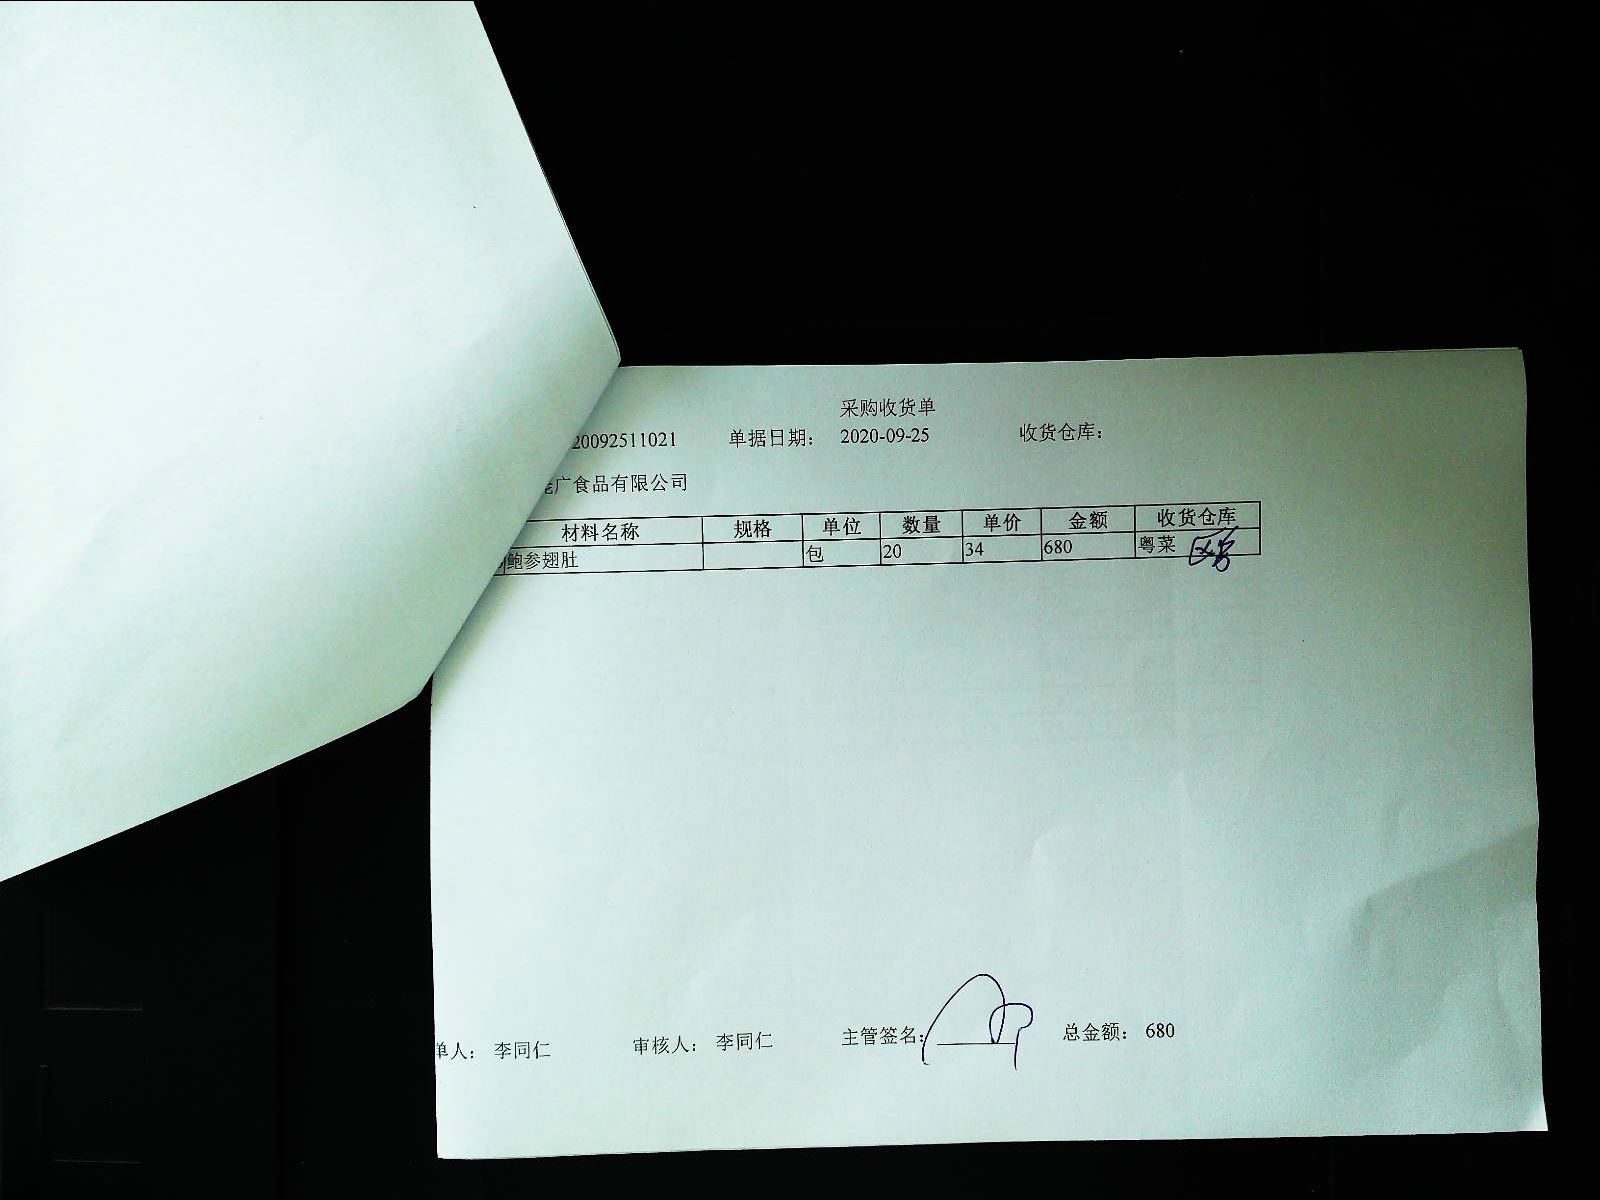 采购收货单
20092511021 单据日期： 2020-09-25 收货仓库：
广食品有限公司
材料名称 规格 单位 数量 单价 金额 收货仓库
鲍参翅肚 包 20 34 680 粤菜
单人： 李同仁 审核人： 李同仁 主管签名： 总金额： 680